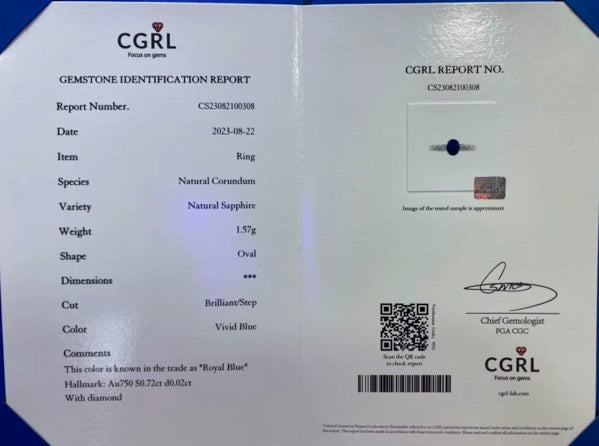 CGRL
Focus on gems
GEMSTONE IDENTIFICATION REPORT
Report Number. CS23082100308
Date 2023-08-22
Item Ring
Species Natural Corundum
Variety Natural Sapphire
Weight 1.57g
Shape Oval
Dimensions ***
Cut Brilliant/Step
Color Vivid Blue
Comments
This color is known in the trade as "Royal Blue"
Hallmark: Au750 S0.72ct d0.02ct
With diamond
CGRL REPORT NO.
CS23082100308
CGRL
Image of the tested sample is approximate
Scan the QR code
to check report
Chief Gemologist
FGA CGC
CGRL
Focus on gems
cgrl-lab.com